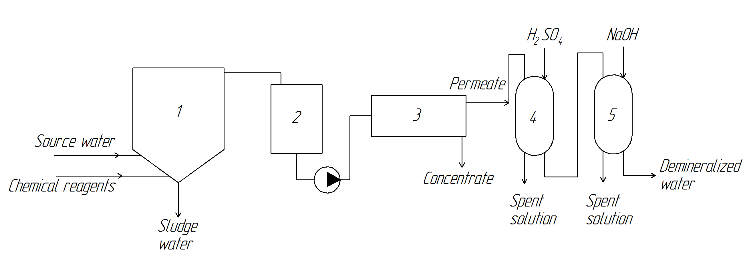 H2SO4
NaOH
Permeate
1
2
3
4
5
Source water
Chemical reagents
Concentrate
Demineralized
water
Spent
solution
Spent
solution
Sludge
water